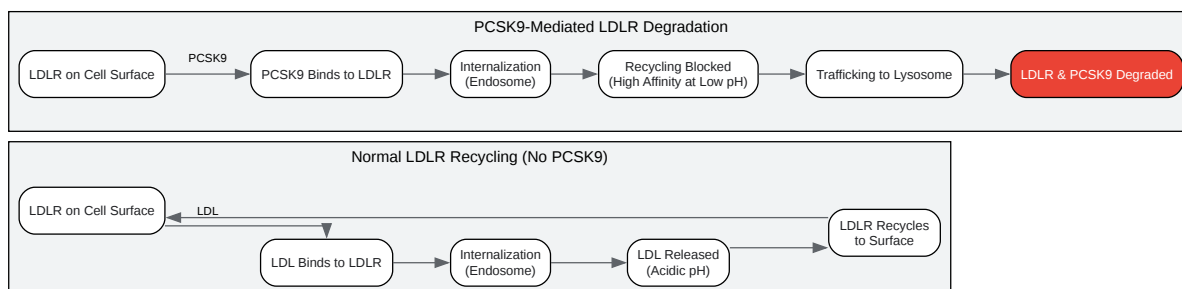 PCSK9-Mediated LDLR Degradation
LDLR on Cell Surface
PCSK9
PCSK9 Binds to LDLR
Internalization
(Endosome)
Recycling Blocked
(High Affinity at Low pH)
Trafficking to Lysosome
LDLR & PCSK9 Degraded
Normal LDLR Recycling (No PCSK9)
LDLR on Cell Surface
LDL
LDL Binds to LDLR
Internalization
(Endosome)
LDL Released
(Acidic pH)
LDLR Recycles
to Surface